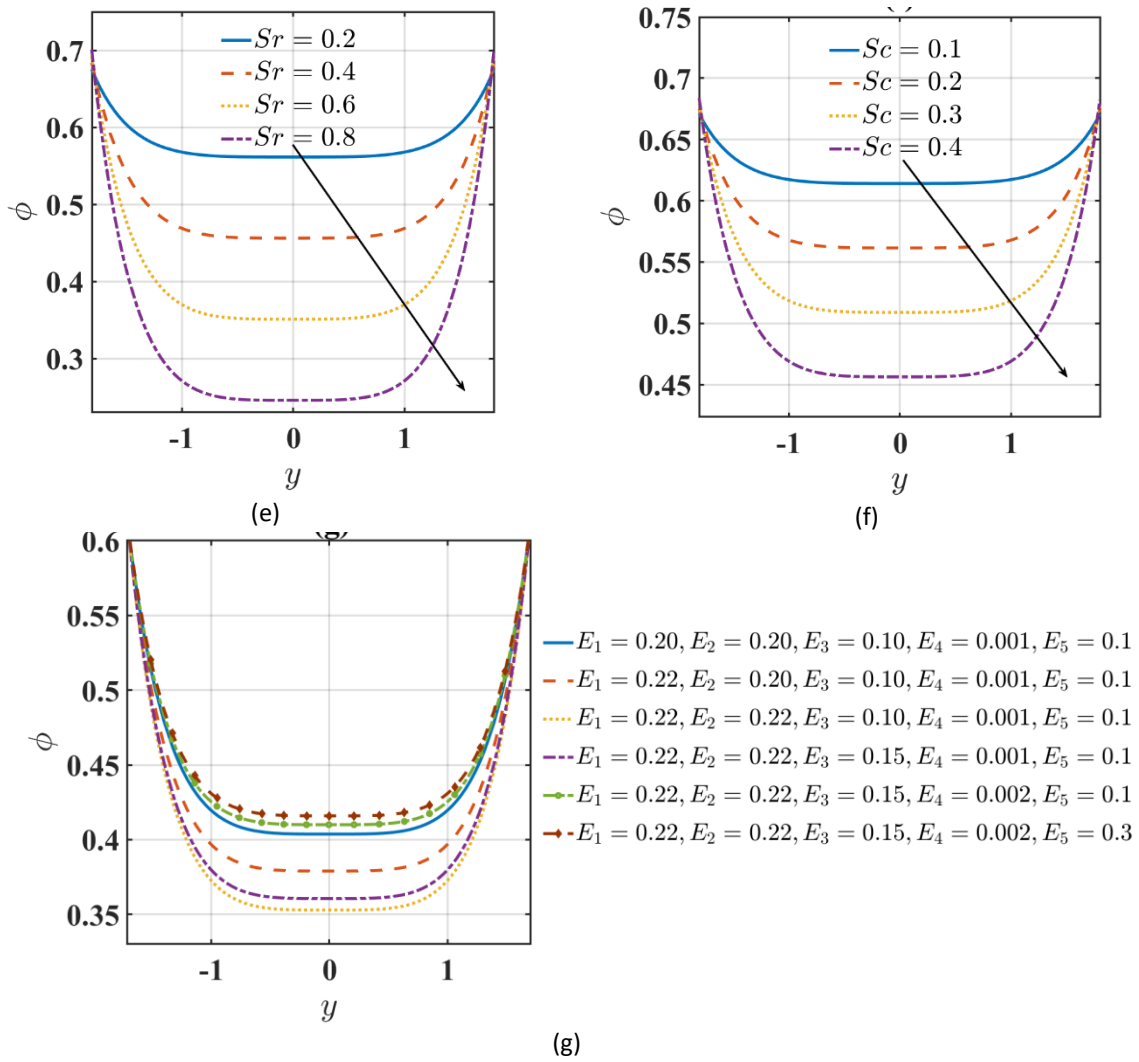 Sr = 0.2
Sr = 0.4
Sr = 0.6
Sr = 0.8
0.7
0.6
0.5
0.4
0.3
ϕ
-1 0 1
y
(e)
Sc = 0.1
Sc = 0.2
Sc = 0.3
Sc = 0.4
0.75
0.7
0.65
0.6
0.55
0.5
0.45
ϕ
-1 0 1
y
(f)
(g)
0.6
0.55
0.5
0.45
0.4
0.35
ϕ
-1 0 1
y
E₁ = 0.20, E₂ = 0.20, E₃ = 0.10, E₄ = 0.001, E₅ = 0.1
E₁ = 0.22, E₂ = 0.20, E₃ = 0.10, E₄ = 0.001, E₅ = 0.1
E₁ = 0.22, E₂ = 0.22, E₃ = 0.10, E₄ = 0.001, E₅ = 0.1
E₁ = 0.22, E₂ = 0.22, E₃ = 0.15, E₄ = 0.001, E₅ = 0.1
E₁ = 0.22, E₂ = 0.22, E₃ = 0.15, E₄ = 0.002, E₅ = 0.1
E₁ = 0.22, E₂ = 0.22, E₃ = 0.15, E₄ = 0.002, E₅ = 0.3
(g)